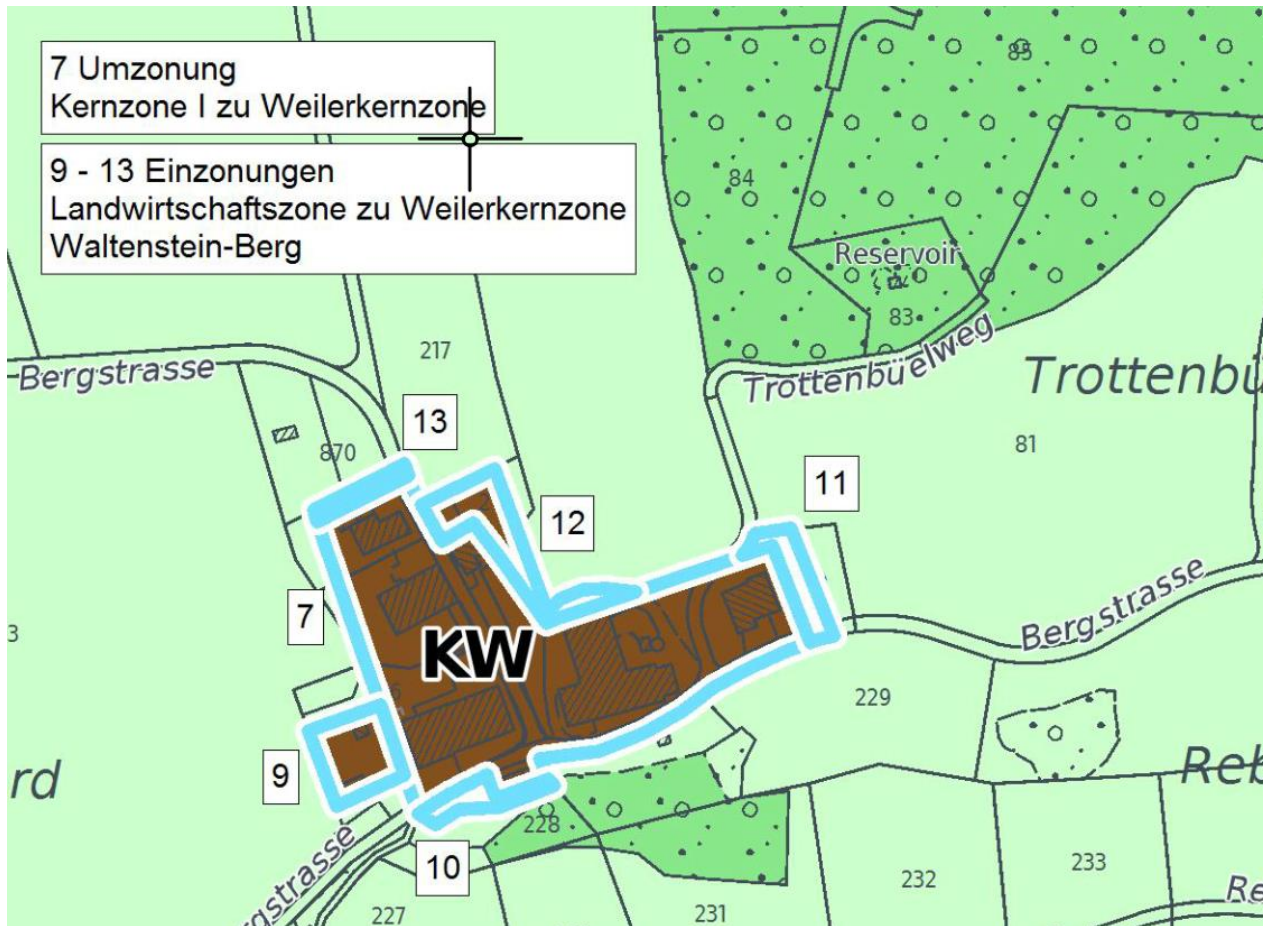 7 Umzonung
Kernzone I zu Weilerkernzone
9 - 13 Einzonungen
Landwirtschaftszone zu Weilerkernzone
Waltenstein-Berg
85
84
Reservoir
83
Trottenbüelweg
Trottenbü
217
Bergstrasse
13
870
81
11
12
7
3
KW
Bergstrasse
229
9
rd
Reb
10
228
gstrasse
227
231
232
233
Re